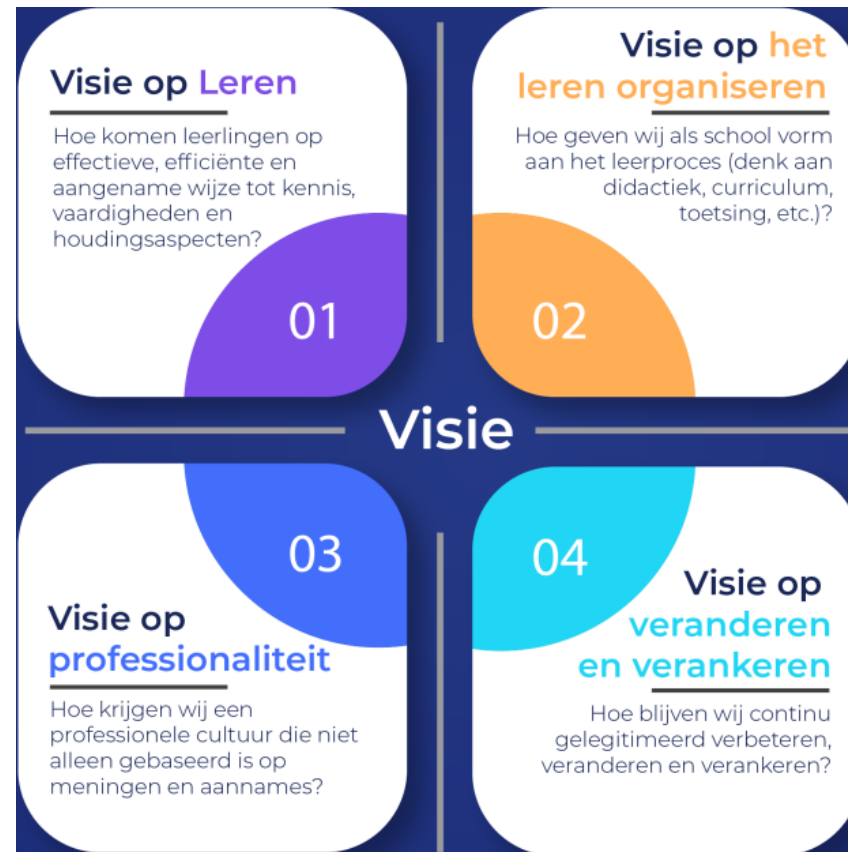 Visie op Leren
Hoe komen leerlingen op
effectieve, efficiënte en
aangename wijze tot kennis,
vaardigheden en
houdingsaspecten?
01
Visie op het
leren organiseren
Hoe geven wij als school vorm
aan het leerproces (denk aan
didactiek, curriculum,
toetsing, etc.)?
02
Visie
03
Visie op
professionaliteit
Hoe krijgen wij een
professionele cultuur die niet
alleen gebaseerd is op
meningen en aannames?
04
Visie op
veranderen
en verankeren
Hoe blijven wij continu
gelegitimeerd verbeteren,
veranderen en verankeren?